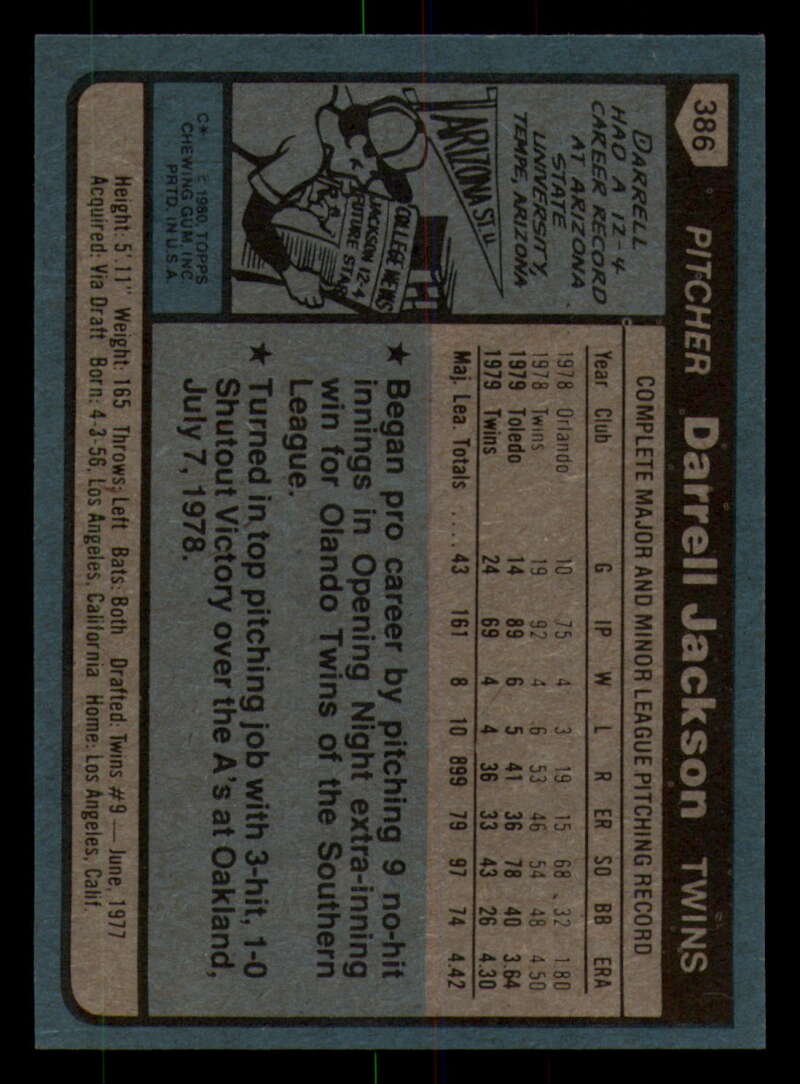 386 PITCHER Darrell Jackson TWINS
DARRELL
HAD A 12-4
CAREER RECORD
AT ARIZONA
STATE
UNIVERSITY,
TEMPE, ARIZONA
ARIZONA ST. U
COLLEGE NEWS
JACKSON 12-4
FUTURE STAR
C* © 1980 TOPPS
CHEWING GUM, INC.
PRTD. IN U.S.A.
COMPLETE MAJOR AND MINOR LEAGUE PITCHING RECORD
Year Club G IP W L R ER SO BB ERA
1978 Orlando 10 75 4 3 19 15 68 32 1.80
1978 Twins 19 92 4 6 53 46 54 48 4.50
1979 Toledo 14 89 6 5 41 36 78 40 3.64
1979 Twins 24 69 4 4 36 33 43 26 4.30
Maj. Lea. Totals .... 43 161 8 10 899 79 97 74 4.42
★ Began pro career by pitching 9 no-hit
innings in Opening Night extra-inning
win for Olando Twins of the Southern
League.
★ Turned in top pitching job with 3-hit, 1-0
Shutout Victory over the A's at Oakland,
July 7, 1978.
Height: 5'.11" Weight: 165 Throws: Left Bats: Both Drafted: Twins #9 — June, 1977
Acquired: Via Draft Born: 4-3-56, Los Angeles, California Home: Los Angeles, Calif.